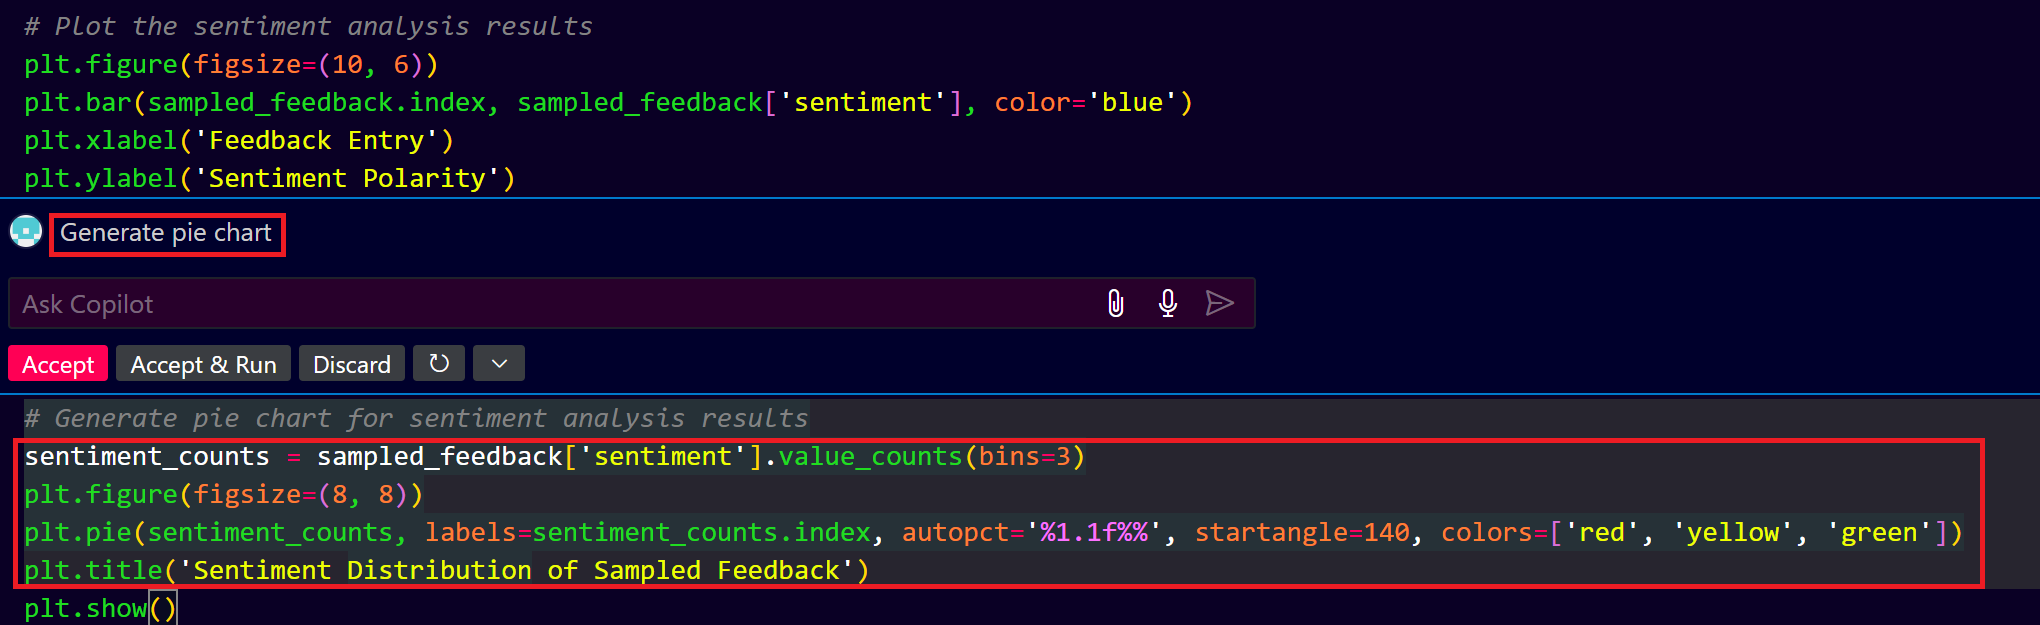 # Plot the sentiment analysis results
plt.figure(figsize=(10, 6))
plt.bar(sampled_feedback.index, sampled_feedback['sentiment'], color='blue')
plt.xlabel('Feedback Entry')
plt.ylabel('Sentiment Polarity')
Generate pie chart
Ask Copilot
Accept Accept & Run Discard
# Generate pie chart for sentiment analysis results
sentiment_counts = sampled_feedback['sentiment'].value_counts(bins=3)
plt.figure(figsize=(8, 8))
plt.pie(sentiment_counts, labels=sentiment_counts.index, autopct='%1.1f%%', startangle=140, colors=['red', 'yellow', 'green'])
plt.title('Sentiment Distribution of Sampled Feedback')
plt.show()